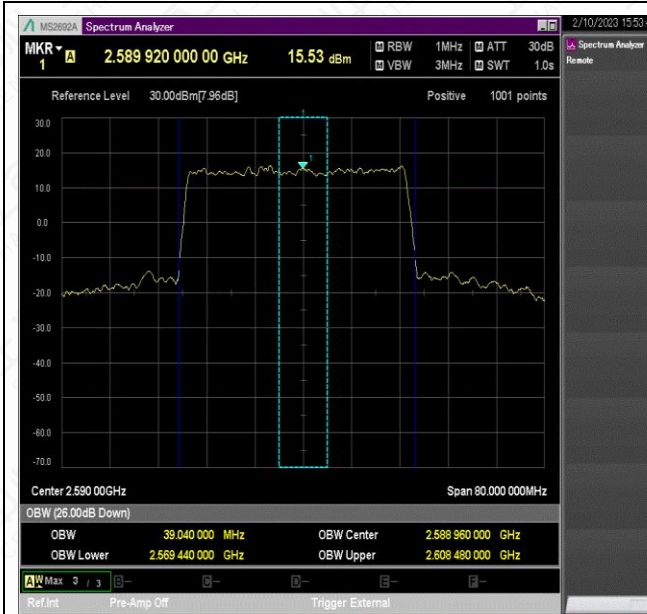 MS2692A Spectrum Analyzer 2/10/2023 15:53
MKR 1 A 2.589 920 000 00 GHz 15.53 dBm M RBW 1MHz M ATT 30dB
M VBW 3MHz M SWT 1.0s
Spectrum Analyzer
Remote
Reference Level 30.00dBm[7.96dB] Positive 1001 points
30.0
1
20.0
10.0
0.0
-10.0
-20.0
-30.0
-40.0
-50.0
-60.0
-70.0
Center 2.590 00GHz Span 80.000 000MHz
OBW (26.00dB Down)
OBW 39.040 000 MHz OBW Center 2.588 960 000 GHz
OBW Lower 2.569 440 000 GHz OBW Upper 2.608 480 000 GHz
A W Max 3 / 3 B- C- D- E- F-
Ref.Int Pre-Amp Off Trigger External